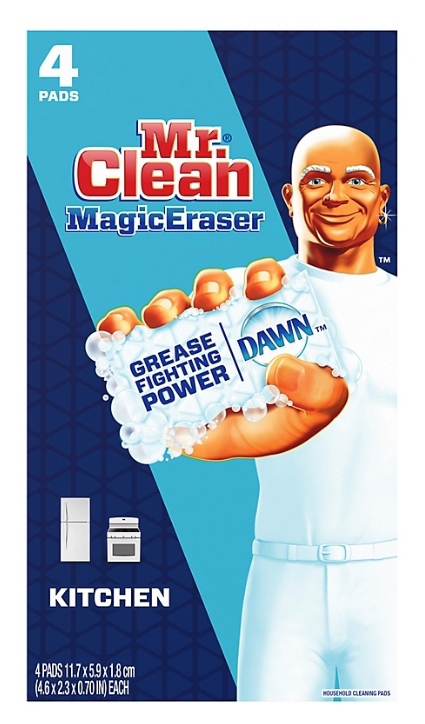 4
PADS
Mr.®
Clean
MagicEraser
TM
GREASE
FIGHTING
POWER
DAWN™
KITCHEN
4 PADS 11.7 x 5.9 x 1.8 cm
(4.6 x 2.3 x 0.70 IN) EACH
HOUSEHOLD CLEANING PADS